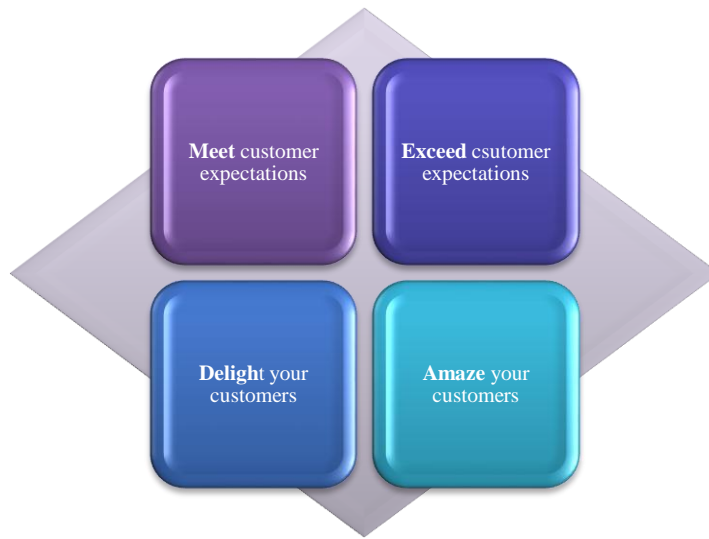 Meet customer
expectations
Exceed csutomer
expectations
Delight your
customers
Amaze your
customers